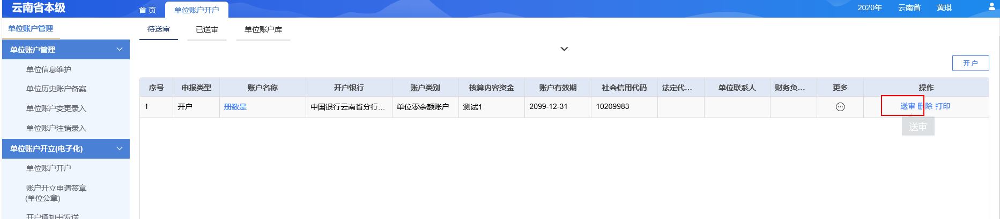 云南省本级
首 页
单位账户开户
2020年
云南省
黄琪
单位账户管理
待送审
已送审
单位账户库
单位账户管理
单位信息维护
单位历史账户备案
单位账户变更录入
单位账户注销录入
单位账户开立(电子化)
单位账户开户
账户开立申请签章
(单位公章)
开户通知书发送
开 户
序号 申报类型 账户名称 开户银行 账户类别 核算内容资金 账户有效期 社会信用代码 法定代... 单位联系人 财务负... 更多 操作
1 开户 册数是 中国银行云南省分行... 单位零余额账户 测试1 2099-12-31 10209983 送审 删除 打印
送审